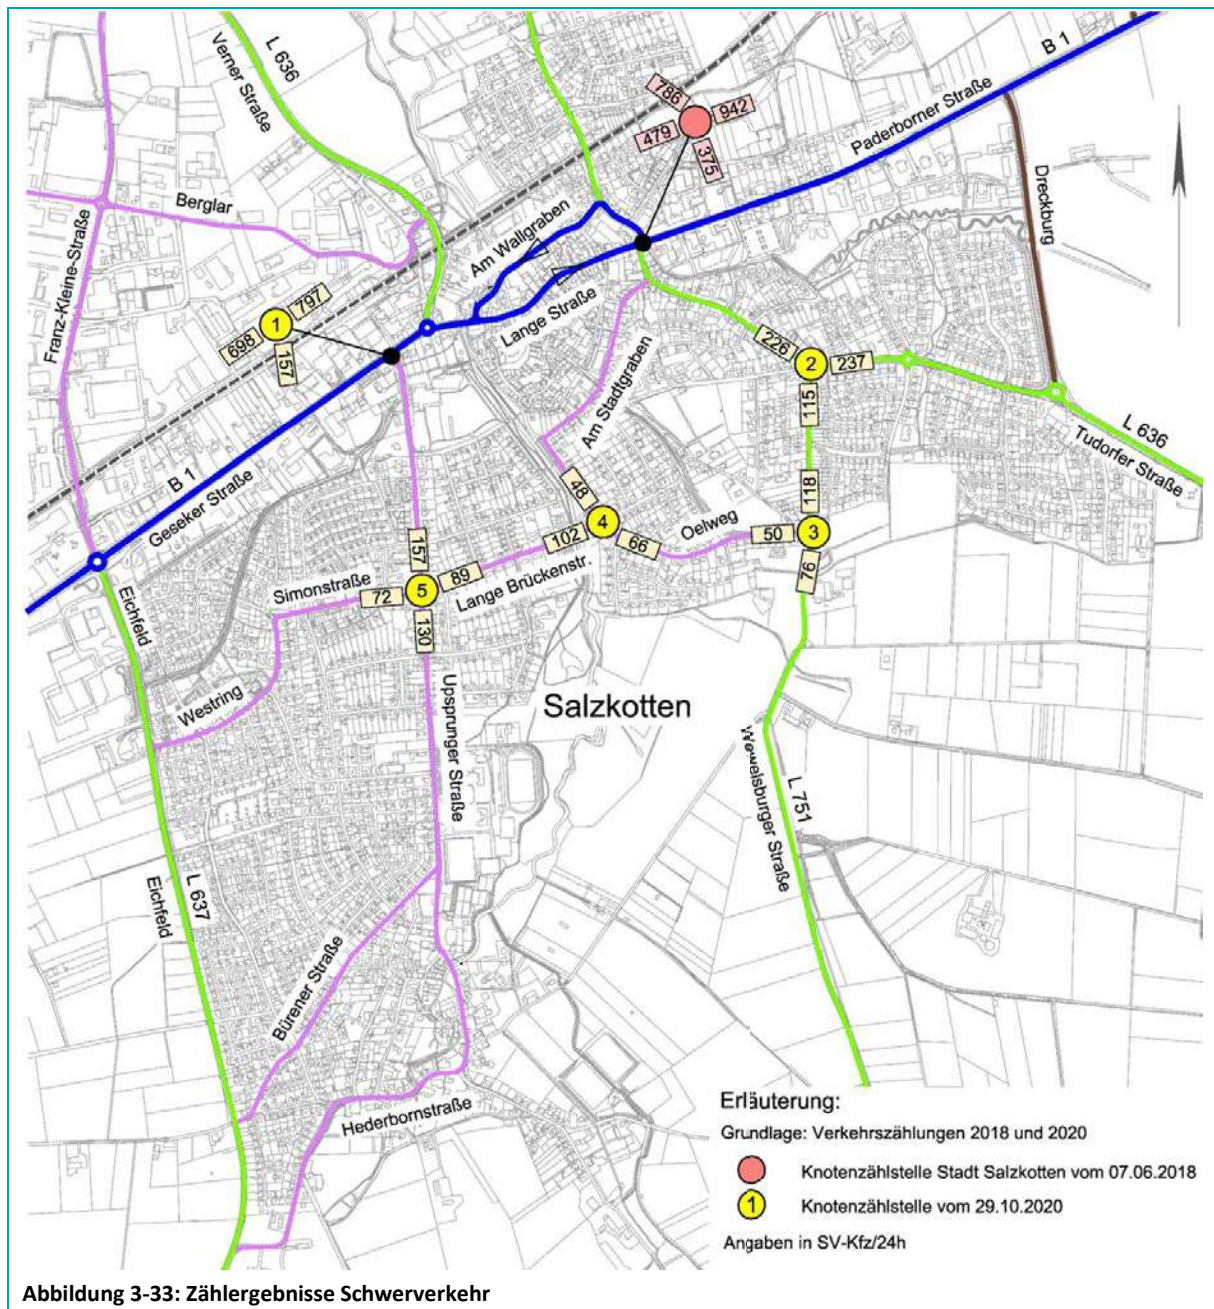 L 636
Verner Straße
B 1
Paderborner Straße
786
942
479
375
Dreckburg
Berglar
Franz-Kleine-Straße
Am Wallgraben
Lange Straße
797
1
698
157
Am Stadtgraben
226
2
237
115
L 636
Tudorfer Straße
B 1
Geseker Straße
48
118
4
Oelweg
50
3
102
66
76
157
Simonstraße
72
5
89
Lange Brückenstr.
130
Eichfeld
Westring
Upsprunger Straße
Salzkotten
Wewelsburger Straße
L 751
L 637
Eichfeld
Bürener Straße
Hederbornstraße
Erläuterung:
Grundlage: Verkehrszählungen 2018 und 2020
Knotenzählstelle Stadt Salzkotten vom 07.06.2018
1 Knotenzählstelle vom 29.10.2020
Angaben in SV-Kfz/24h
Abbildung 3-33: Zählergebnisse Schwerverkehr